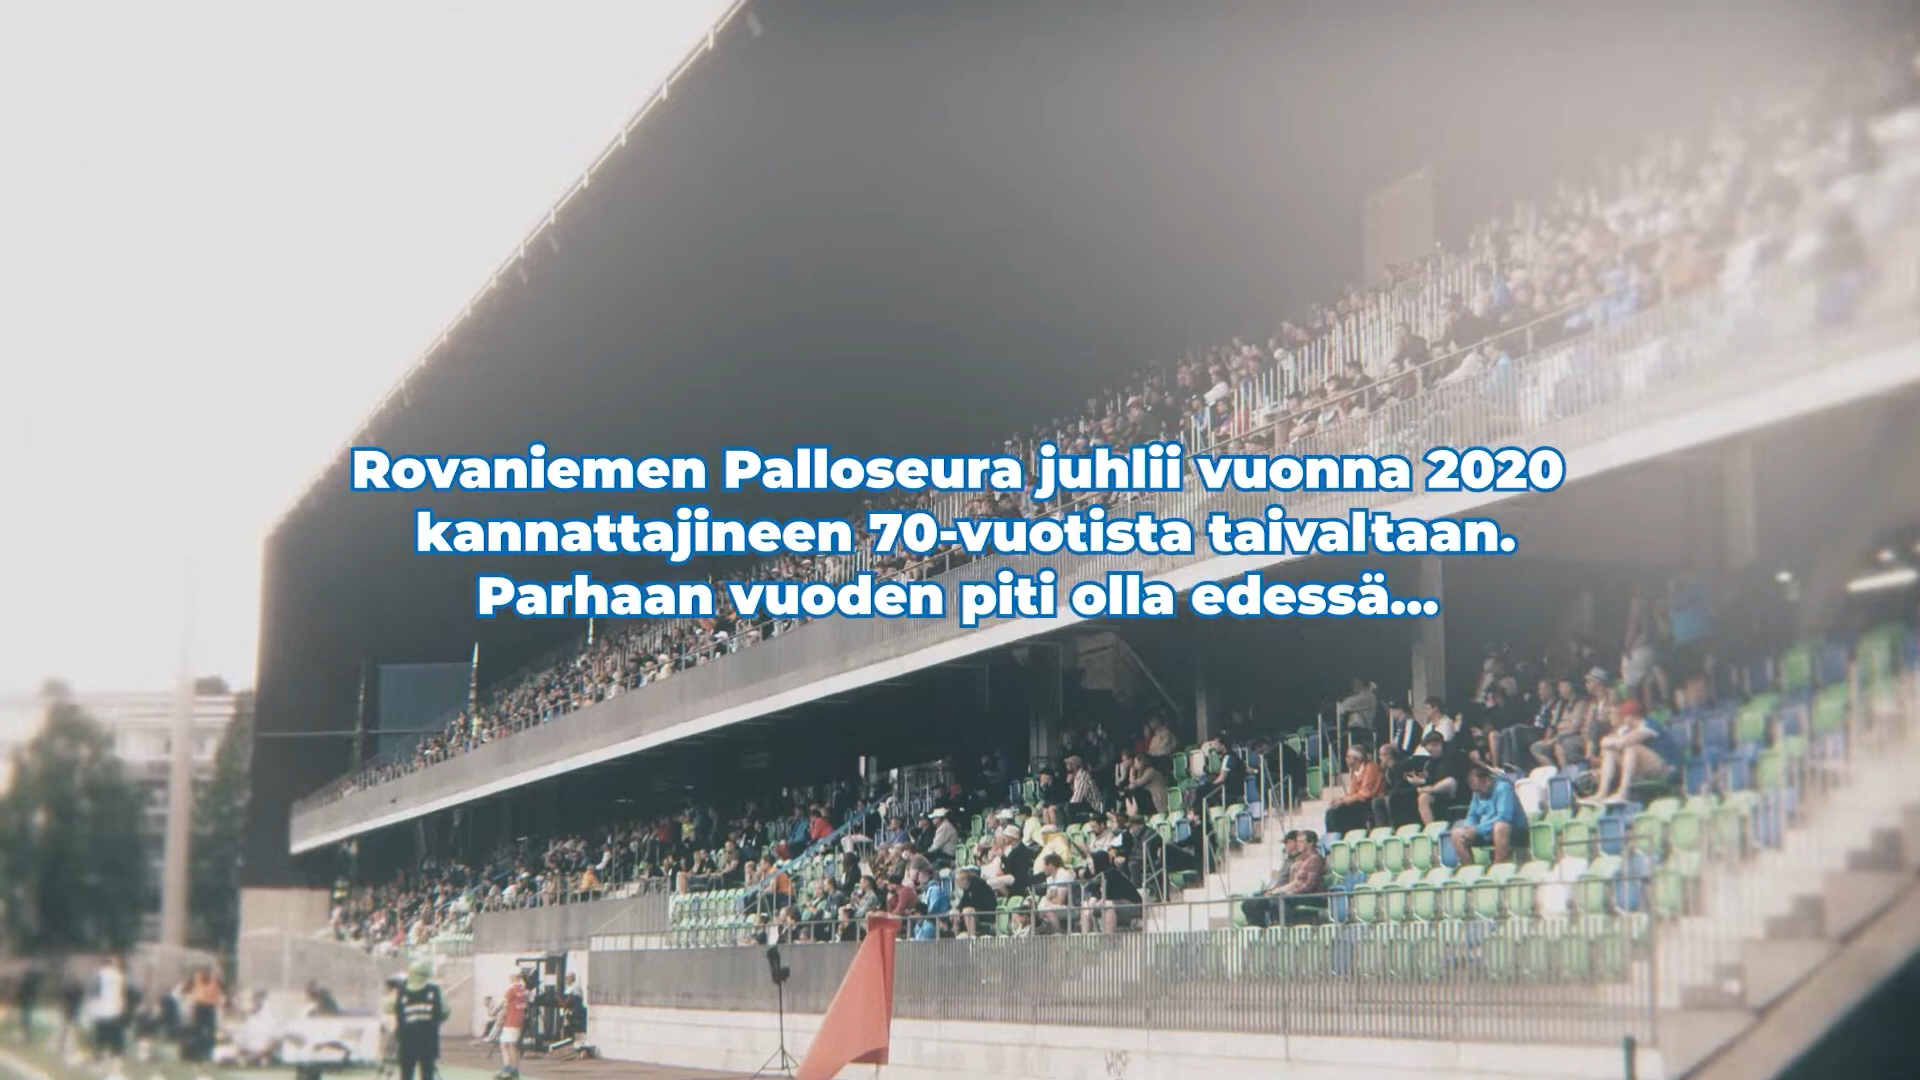 Rovaniemen Palloseura juhlii vuonna 2020
kannattajineen 70-vuotista taivaltaan.
Parhaan vuoden piti olla edessä...